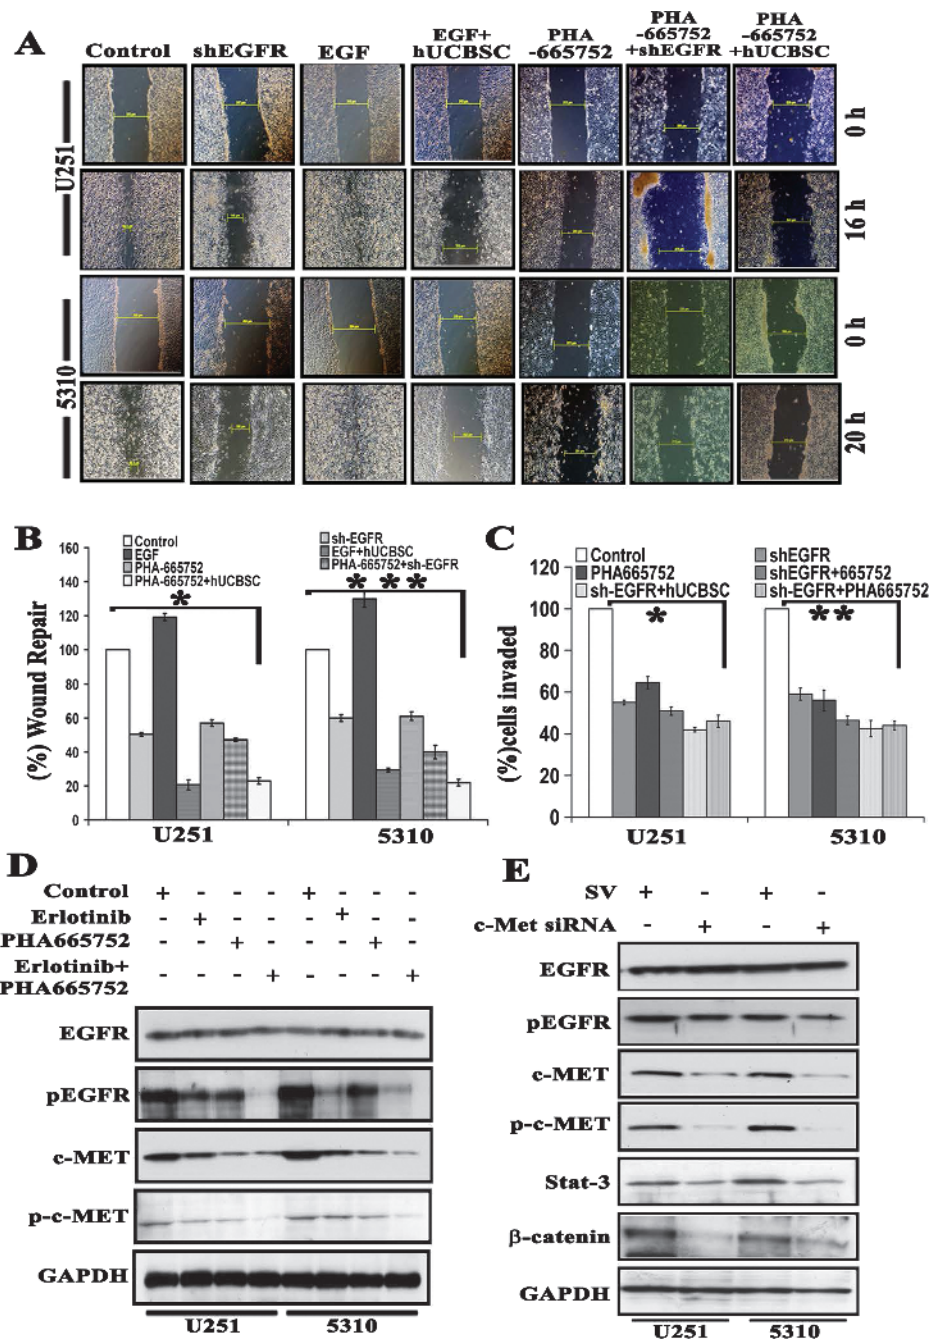 A
Control
shEGFR
EGF
EGF+
hUCBSC
PHA
-665752
PHA
-665752
+shEGFR
PHA
-665752
+hUCBSC
U251
0 h
16 h
5310
0 h
20 h
B
Control
EGF
PHA-665752
PHA-665752+hUCBSC
sh-EGFR
EGF+hUCBSC
PHA-665752+sh-EGFR
(%) Wound Repair
160
140
120
100
80
60
40
20
0
*
* * *
U251
5310
C
Control
PHA665752
sh-EGFR+hUCBSC
shEGFR
shEGFR+665752
sh-EGFR+PHA665752
(%)cells invaded
120
100
80
60
40
20
0
*
* *
U251
5310
D
Control + - - - + - - -
Erlotinib - + - - - + - -
PHA665752 - - + - - - + -
Erlotinib+
PHA665752 - - - + - - - +
EGFR
pEGFR
c-MET
p-c-MET
GAPDH
U251 5310
E
SV + - + -
c-Met siRNA - + - +
EGFR
pEGFR
c-MET
p-c-MET
Stat-3
β-catenin
GAPDH
U251 5310